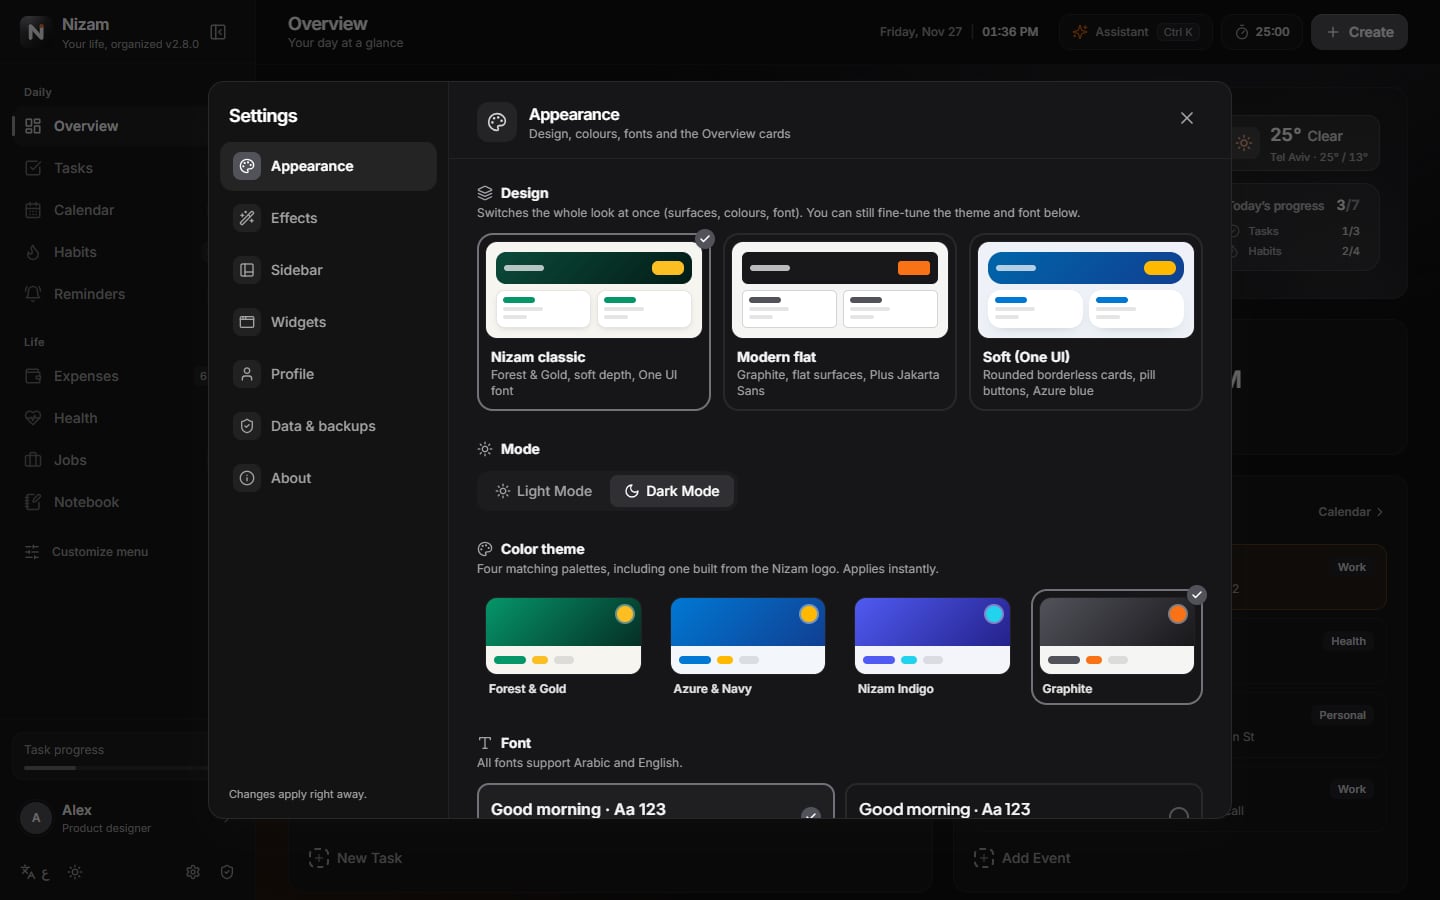 Nizam
Your life, organized v2.8.0
Overview
Your day at a glance
Friday, Nov 27
01:36 PM
Assistant
Ctrl K
25:00
Create
Daily
Overview
Tasks
Calendar
Habits
Reminders
Life
Expenses
6
Health
Jobs
Notebook
Customize menu
Task progress
A
Alex
Product designer
ع
Settings
Appearance
Effects
Sidebar
Widgets
Profile
Data & backups
About
Changes apply right away.
Appearance
Design, colours, fonts and the Overview cards
Design
Switches the whole look at once (surfaces, colours, font). You can still fine-tune the theme and font below.
Nizam classic
Forest & Gold, soft depth, One UI
font
Modern flat
Graphite, flat surfaces, Plus Jakarta
Sans
Soft (One UI)
Rounded borderless cards, pill
buttons, Azure blue
Mode
Light Mode
Dark Mode
Color theme
Four matching palettes, including one built from the Nizam logo. Applies instantly.
Forest & Gold
Azure & Navy
Nizam Indigo
Graphite
Font
All fonts support Arabic and English.
Good morning · Aa 123
Good morning · Aa 123
25° Clear
Tel Aviv · 25° / 13°
Today's progress 3/7
Tasks 1/3
Habits 2/4
M
Calendar
Work
2
Health
Personal
n St
Work
call
New Task
Add Event